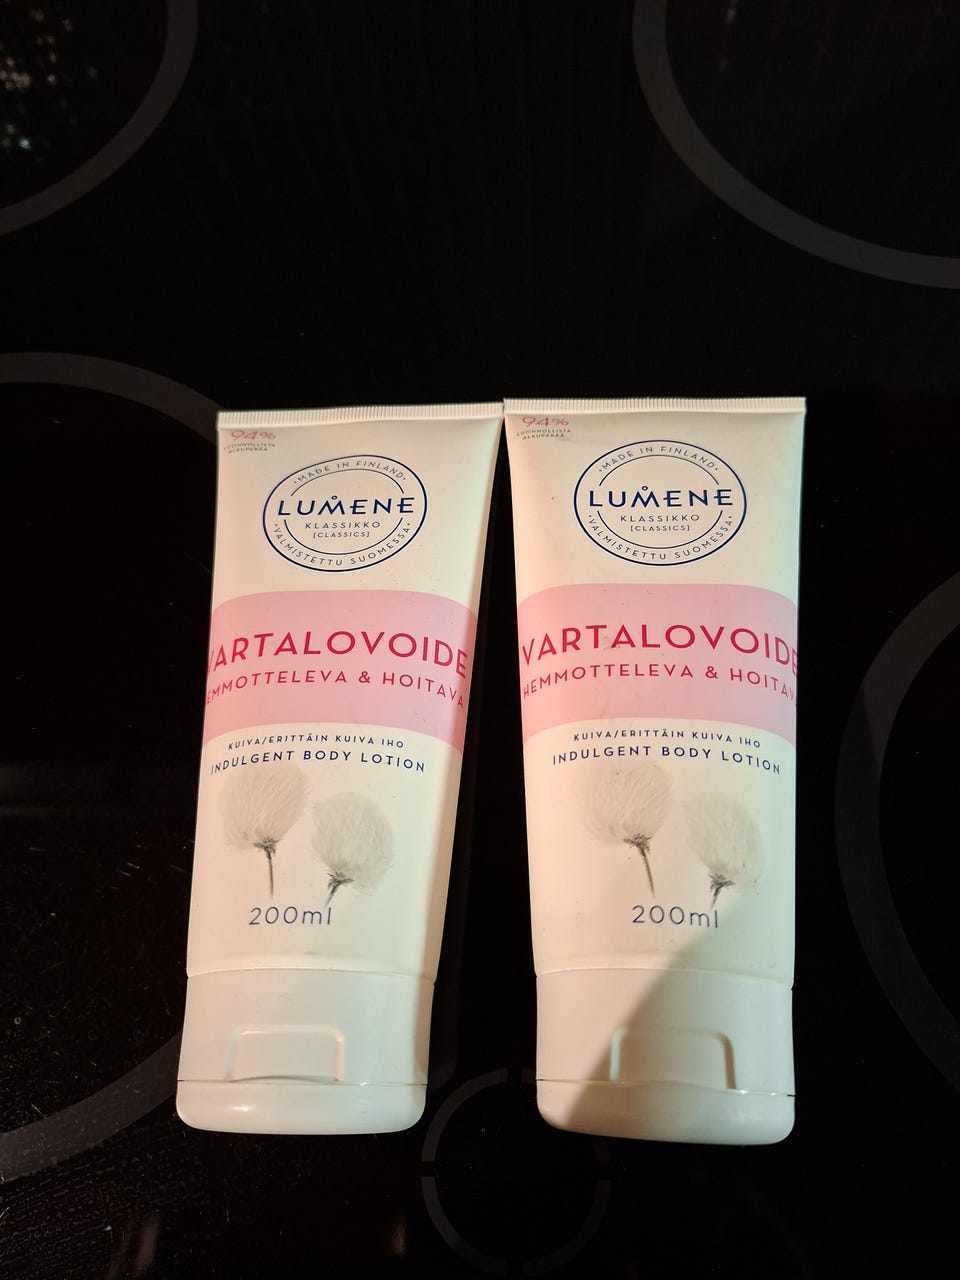 94%
LUONNOLLISTA
ALKUPERÄÄ
MADE IN FINLAND
LUMENE
KLASSIKKO
[CLASSICS]
VALMISTETTU SUOMESSA
VARTALOVOIDE
HEMMOTTELEVA & HOITAVA
KUIVA/ERITTÄIN KUIVA IHO
INDULGENT BODY LOTION
200ml
94%
LUONNOLLISTA
ALKUPERÄÄ
MADE IN FINLAND
LUMENE
KLASSIKKO
[CLASSICS]
VALMISTETTU SUOMESSA
VARTALOVOIDE
HEMMOTTELEVA & HOITAVA
KUIVA/ERITTÄIN KUIVA IHO
INDULGENT BODY LOTION
200ml